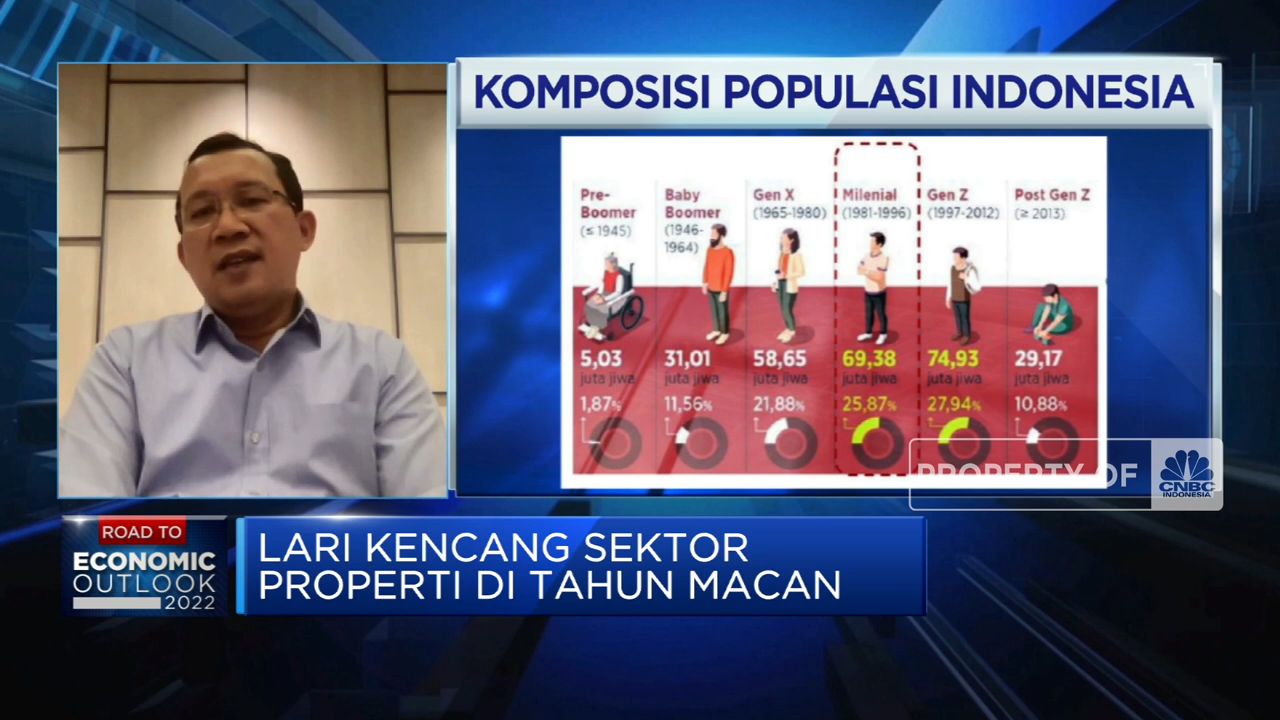 KOMPOSISI POPULASI INDONESIA
Pre-
Boomer
(≤ 1945)
5,03
juta jiwa
1,87%
Baby
Boomer
(1946-
1964)
31,01
juta jiwa
11,56%
Gen X
(1965-1980)
58,65
juta jiwa
21,88%
Milenial
(1981-1996)
69,38
juta jiwa
25,87%
Gen Z
(1997-2012)
74,93
juta jiwa
27,94%
Post Gen Z
(≥ 2013)
29,17
juta jiwa
10,88%
PROPERTY OF
CNBC
INDONESIA
ROAD TO
ECONOMIC
OUTLOOK
2022
LARI KENCANG SEKTOR
PROPERTI DI TAHUN MACAN